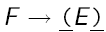 F → (E)